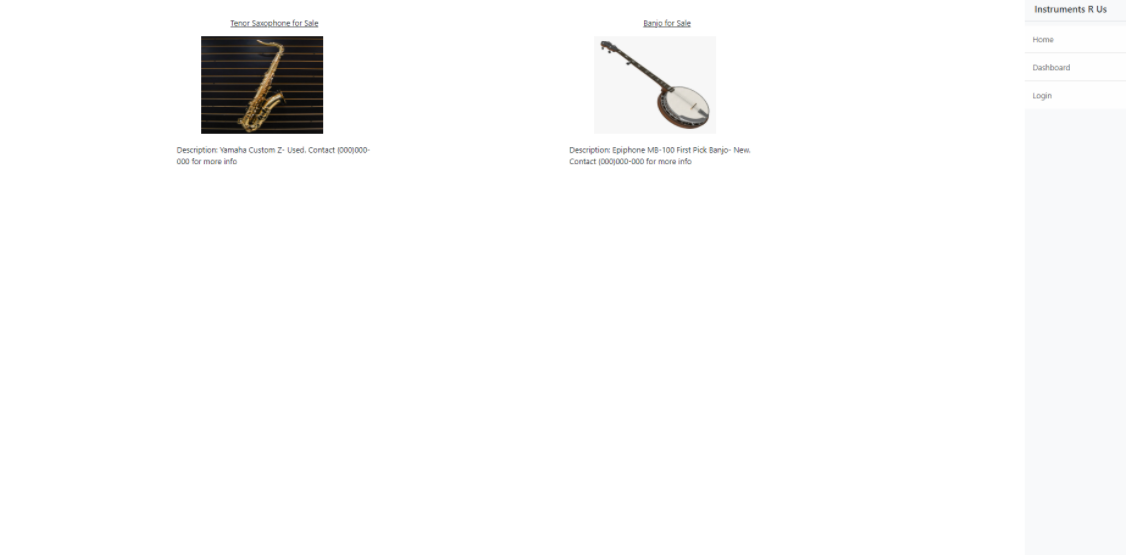 Tenor Saxophone for Sale
Description: Yamaha Custom Z- Used. Contact (000)000-
000 for more info
Banjo for Sale
Description: Epiphone MB-100 First Pick Banjo- New.
Contact (000)000-000 for more info
Instruments R Us
Home
Dashboard
Login